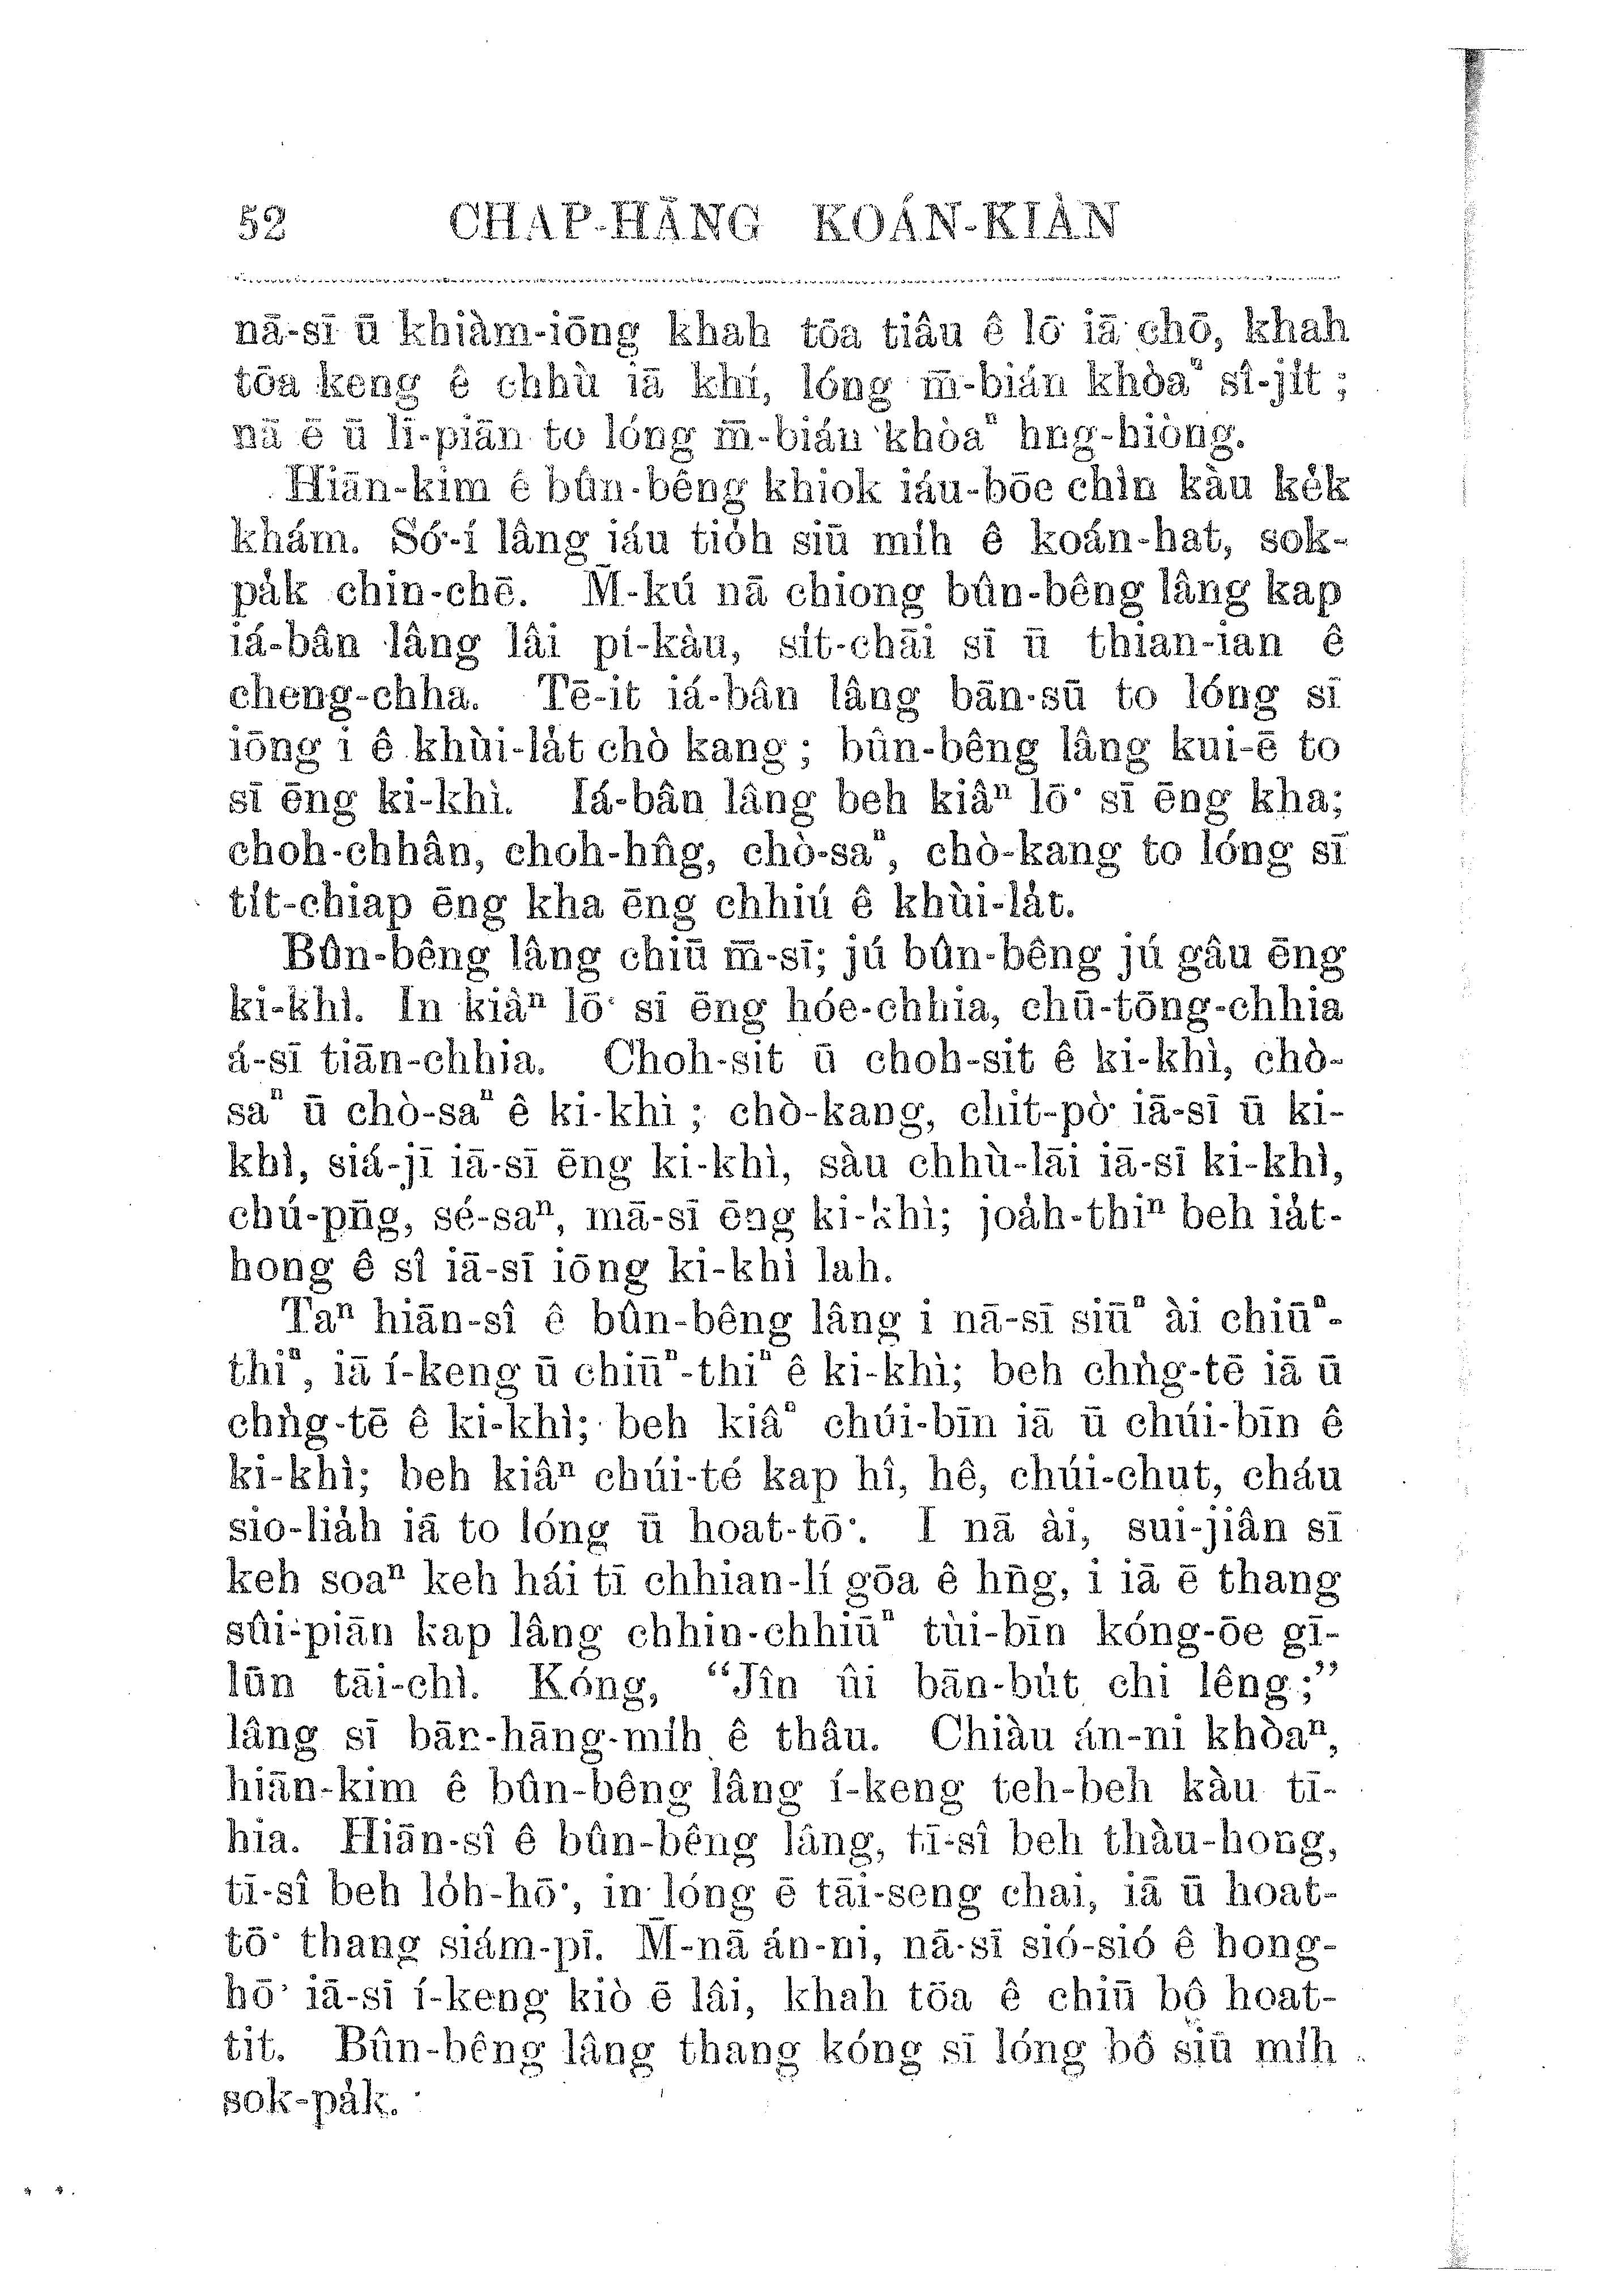 52 CHAP-HĀNG KOÁN-KIÀN
nā-sī ū khiàm-iōng khah tōa tiâu ê lō͘ iā chō, khah
tōa keng ê chhù iā khí, lóng m̄-bián khòaⁿ sî-ji̍t;
nā ē ū lī-piān to lóng m̄-bián khòaⁿ hng-hiòng.
Hiān-kim ê bûn-bêng khiok iáu-bōe chìn kàu ke̍k
khám. Só͘-í lâng iáu tio̍h siū mih ê koán-hat, sok-
pa̍k chin-chē. M̄-kú nā chiong bûn-bêng lâng kap
iá-bân lâng lâi pí-kàu, si̍t-chāi sī ū thian-ian ê
cheng-chha. Tē-it iá-bân lâng bān-sū to lóng sī
iōng i ê khùi-la̍t chò kang; bûn-bêng lâng kui-ē to
sī ēng ki-khì. Iá-bân lâng beh kiâⁿ lō͘ sī ēng kha;
choh-chhân, choh-hn̂g, chò-saⁿ, chò-kang to lóng sī
ti̍t-chiap ēng kha ēng chhiú ê khùi-la̍t.
Bûn-bêng lâng chiū m̄-sī; jú bûn-bêng jú gâu ēng
ki-khì. In kiâⁿ lō͘ sī ēng hóe-chhia, chū-tōng-chhia
á-sī tiān-chhia. Choh-sit ū choh-sit ê ki-khì, chò-
saⁿ ū chò-saⁿ ê ki-khì; chò-kang, chit-pò͘ iā-sī ū ki-
khì, siá-jī iā-sī ēng ki-khì, sàu chhù-lāi iā-sī ki-khì,
chú-pn̄g, sé-saⁿ, mā-sī ēng ki-khì; joa̍h-thiⁿ beh ia̍t-
hong ê sî iā-sī iōng ki-khì lah.
Taⁿ hiān-sî ê bûn-bêng lâng i nā-sī siūⁿ ài chiūⁿ-
thiⁿ, iā í-keng ū chiūⁿ-thiⁿ ê ki-khì; beh chǹg-tē iā ū
chǹg-tē ê ki-khì; beh kiâⁿ chúi-bīn iā ū chúi-bīn ê
ki-khì; beh kiâⁿ chúi-té kap hî, hê, chúi-chut, cháu
sio-lia̍h iā to lóng ū hoat-tō͘. I nā ài, sui-jiân sī
keh soaⁿ keh hái tī chhian-lí gōa ê hn̄g, i iā ē thang
sûi-piān kap lâng chhin-chhiūⁿ tùi-bīn kóng-ōe gī-
lūn tāi-chì. Kóng, “Jîn ûi bān-bu̍t chi lêng;”
lâng sī bān-hāng-mi̍h ê thâu. Chiàu án-ni khòaⁿ,
hiān-kim ê bûn-bêng lâng í-keng teh-beh kàu tī-
hia. Hiān-sî ê bûn-bêng lâng, tī-sî beh thàu-hong,
tī-sî beh lo̍h-hō͘, in lóng ē tāi-seng chai, iā ū hoat-
tō͘ thang siám-pī. M̄-nā án-ni, nā-sī sió-sió ê hong-
hō͘ iā-sī í-keng kiò ē lâi, khah tōa ê chiū bô hoat-
tit. Bûn-bêng lâng thang kóng sī lóng bô siū mi̍h
sok-pa̍k.